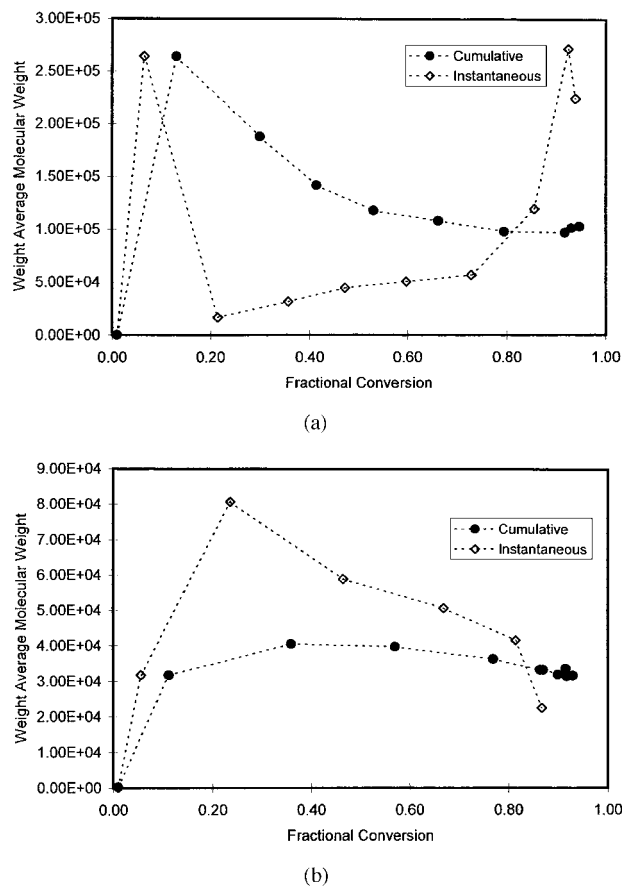 3.00E+05
2.50E+05
2.00E+05
1.50E+05
1.00E+05
5.00E+04
0.00E+00
Weight Average Molecular Weight
Cumulative
Instantaneous
0.00 0.20 0.40 0.60 0.80 1.00
Fractional Conversion
(a)
9.00E+04
8.00E+04
7.00E+04
6.00E+04
5.00E+04
4.00E+04
3.00E+04
2.00E+04
1.00E+04
0.00E+00
Weight Average Molecular Weight
Cumulative
Instantaneous
0.00 0.20 0.40 0.60 0.80 1.00
Fractional Conversion
(b)